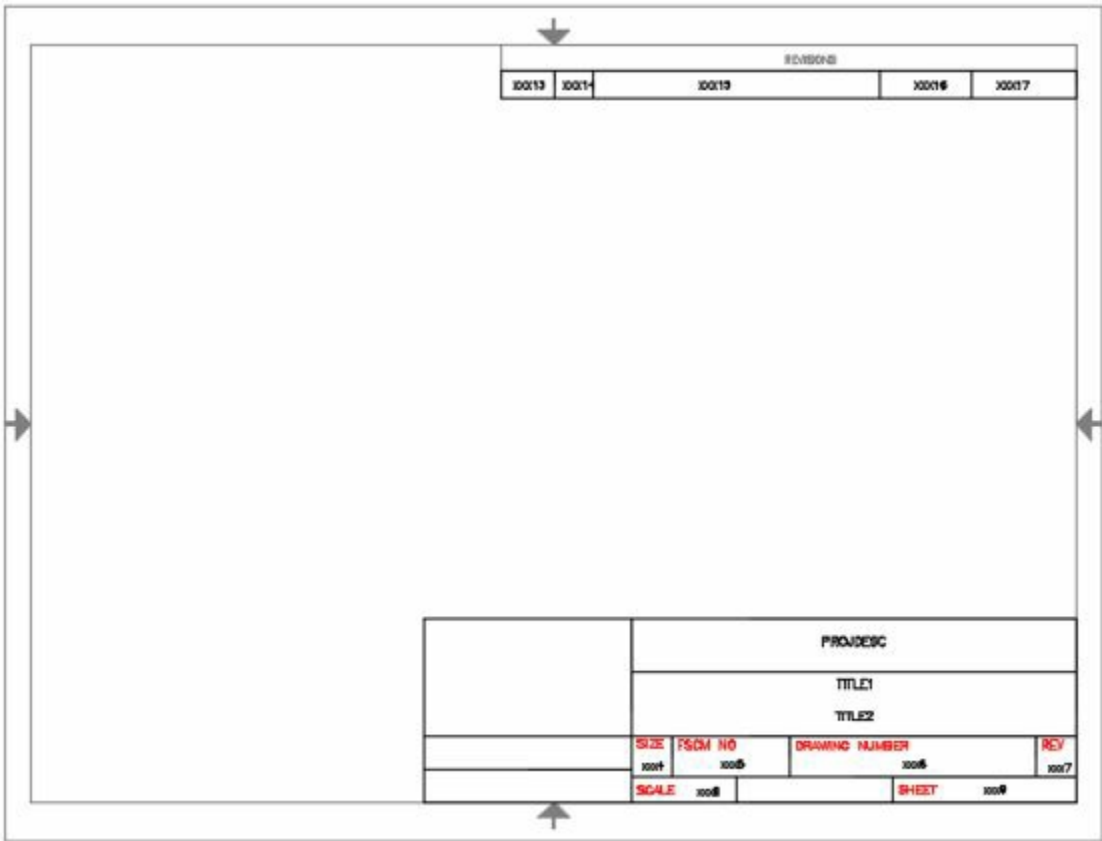 REVISIONS
XXX13 XXX14 XXX15 XXX16 XXX17
PROJDESC
TITLE1
TITLE2
SIZE FSCM NO DRAWING NUMBER REV
xxx4 xxx5 xxx6 xxx7
SCALE xxx8 SHEET xxx9